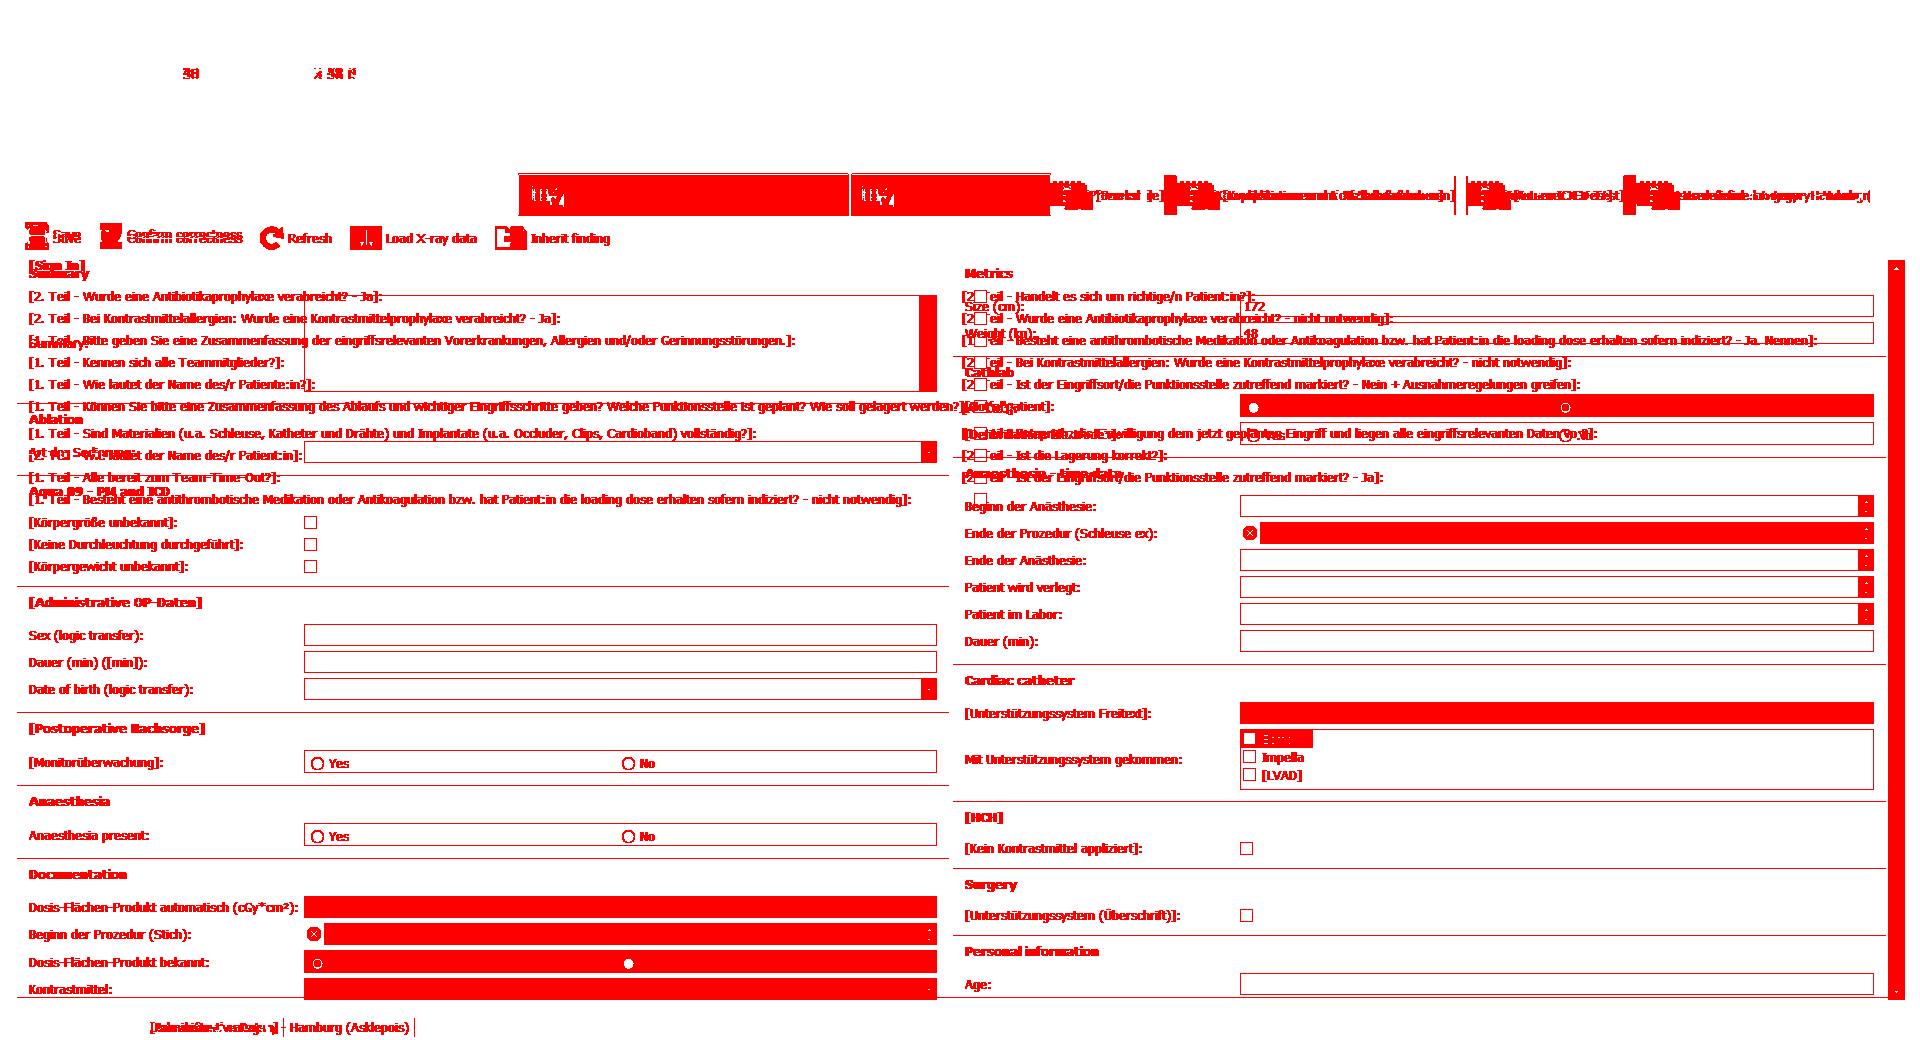 Save Confirm correctness Refresh Load X-ray data Inherit finding
[Sign In]
Summary
Metrics
[2. Teil - Wurde eine Antibiotikaprophylaxe verabreicht? - Ja]:
[2. Teil - Handelt es sich um richtige/n Patient:in?]:
Size (cm): 172
[2. Teil - Bei Kontrastmittelallergien: Wurde eine Kontrastmittelprophylaxe verabreicht? - Ja]:
[2. Teil - Wurde eine Antibiotikaprophylaxe verabreicht? - nicht notwendig]:
Weight (kg): 48
[1. Teil - Bitte geben Sie eine Zusammenfassung der eingriffsrelevanten Vorerkrankungen, Allergien und/oder Gerinnungsstörungen.]:
Summary:
[1. Teil - Besteht eine antithrombotische Medikation oder Antikoagulation bzw. hat Patient:in die loading dose erhalten sofern indiziert? - Ja. Nennen]:
[1. Teil - Kennen sich alle Teammitglieder?]:
[2. Teil - Bei Kontrastmittelallergien: Wurde eine Kontrastmittelprophylaxe verabreicht? - nicht notwendig]:
Cathlab
[1. Teil - Wie lautet der Name des/r Patiente:in?]:
[2. Teil - Ist der Eingriffsort/die Punktionsstelle zutreffend markiert? - Nein + Ausnahmeregelungen greifen]:
[1. Teil - Können Sie bitte eine Zusammenfassung des Ablaufs und wichtiger Eingriffsschritte geben? Welche Punktionsstelle ist geplant? Wie soll gelagert werden?]:
Ablation
[1. Teil - Sind Materialien (u.a. Schleuse, Katheter und Drähte) und Implantate (u.a. Occluder, Clips, Cardioband) vollständig?]:
Art der Sedierung:
[2. Teil - Wie lautet der Name des/r Patient:in]:
[2. Teil - Ist die Lagerung korrekt?]:
Anaesthesia - time data
[1. Teil - Alle bereit zum Team-Time-Out?]:
[2. Teil - Ist der Eingriffsort/die Punktionsstelle zutreffend markiert? - Ja]:
Aqua 09 - PM and ICD
[1. Teil - Besteht eine antithrombotische Medikation oder Antikoagulation bzw. hat Patient:in die loading dose erhalten sofern indiziert? - nicht notwendig]:
Beginn der Anästhesie:
[Körpergröße unbekannt]:
Ende der Prozedur (Schleuse ex):
[Keine Durchleuchtung durchgeführt]:
Ende der Anästhesie:
[Körpergewicht unbekannt]:
Patient wird verlegt:
[Administrative OP-Daten]
Patient im Labor:
Sex (logic transfer):
Dauer (min):
Dauer (min) ([min]):
Date of birth (logic transfer):
Cardiac catheter
[Unterstützungssystem Freitext]:
[Postoperative Nachsorge]
Mit Unterstützungssystem gekommen:
Impella
[LVAD]
[Monitorüberwachung]: Yes No
Anaesthesia
[HCH]
Anaesthesia present: Yes No
[Kein Kontrastmittel appliziert]:
Documentation
Surgery
Dosis-Flächen-Produkt automatisch (cGy*cm²):
[Unterstützungssystem (Überschrift)]:
Beginn der Prozedur (Stich):
Personal information
Dosis-Flächen-Produkt bekannt:
Age:
Kontrastmittel:
- Hamburg (Asklepois)